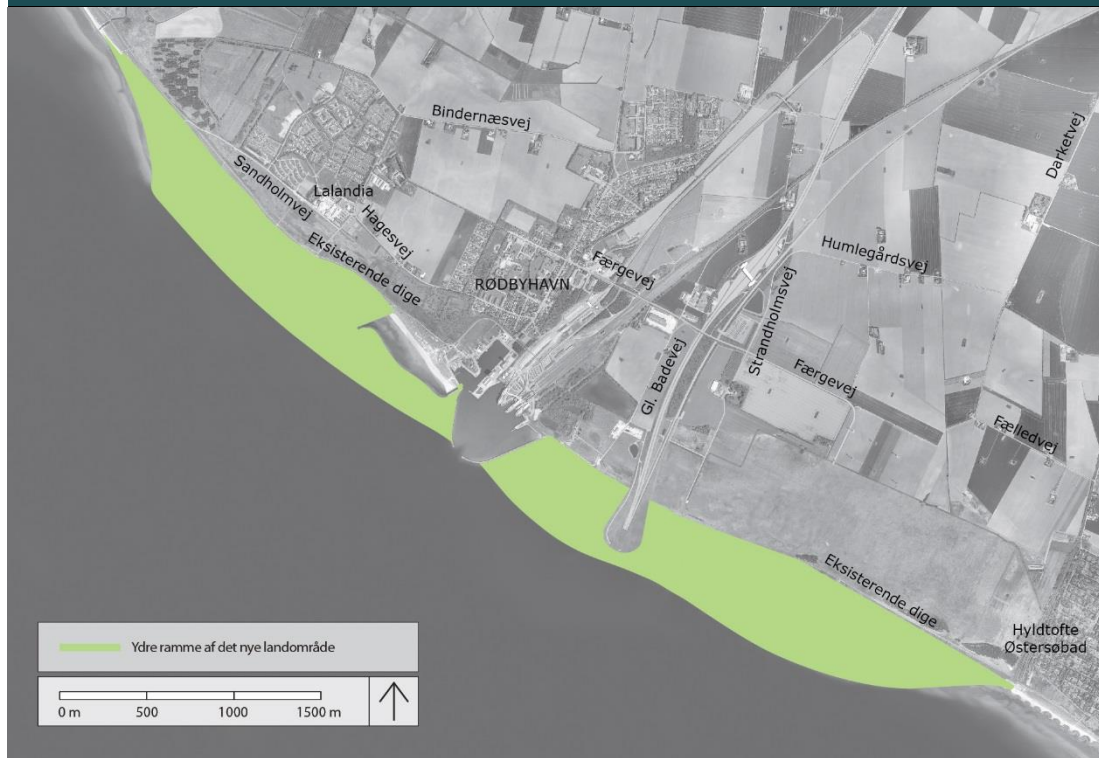 Bindernæsvej
Darketvej
Sandholmvej
Lalandia
Hagesvej
Eksisterende dige
RØDBYHAVN
Færgevej
Humlegårdsvej
Strandholmsvej
Gl. Badevej
Færgevej
Fælledvej
Eksisterende dige
Hyldtofte
Østersøbad
Ydre ramme af det nye landområde
0 m 500 1000 1500 m